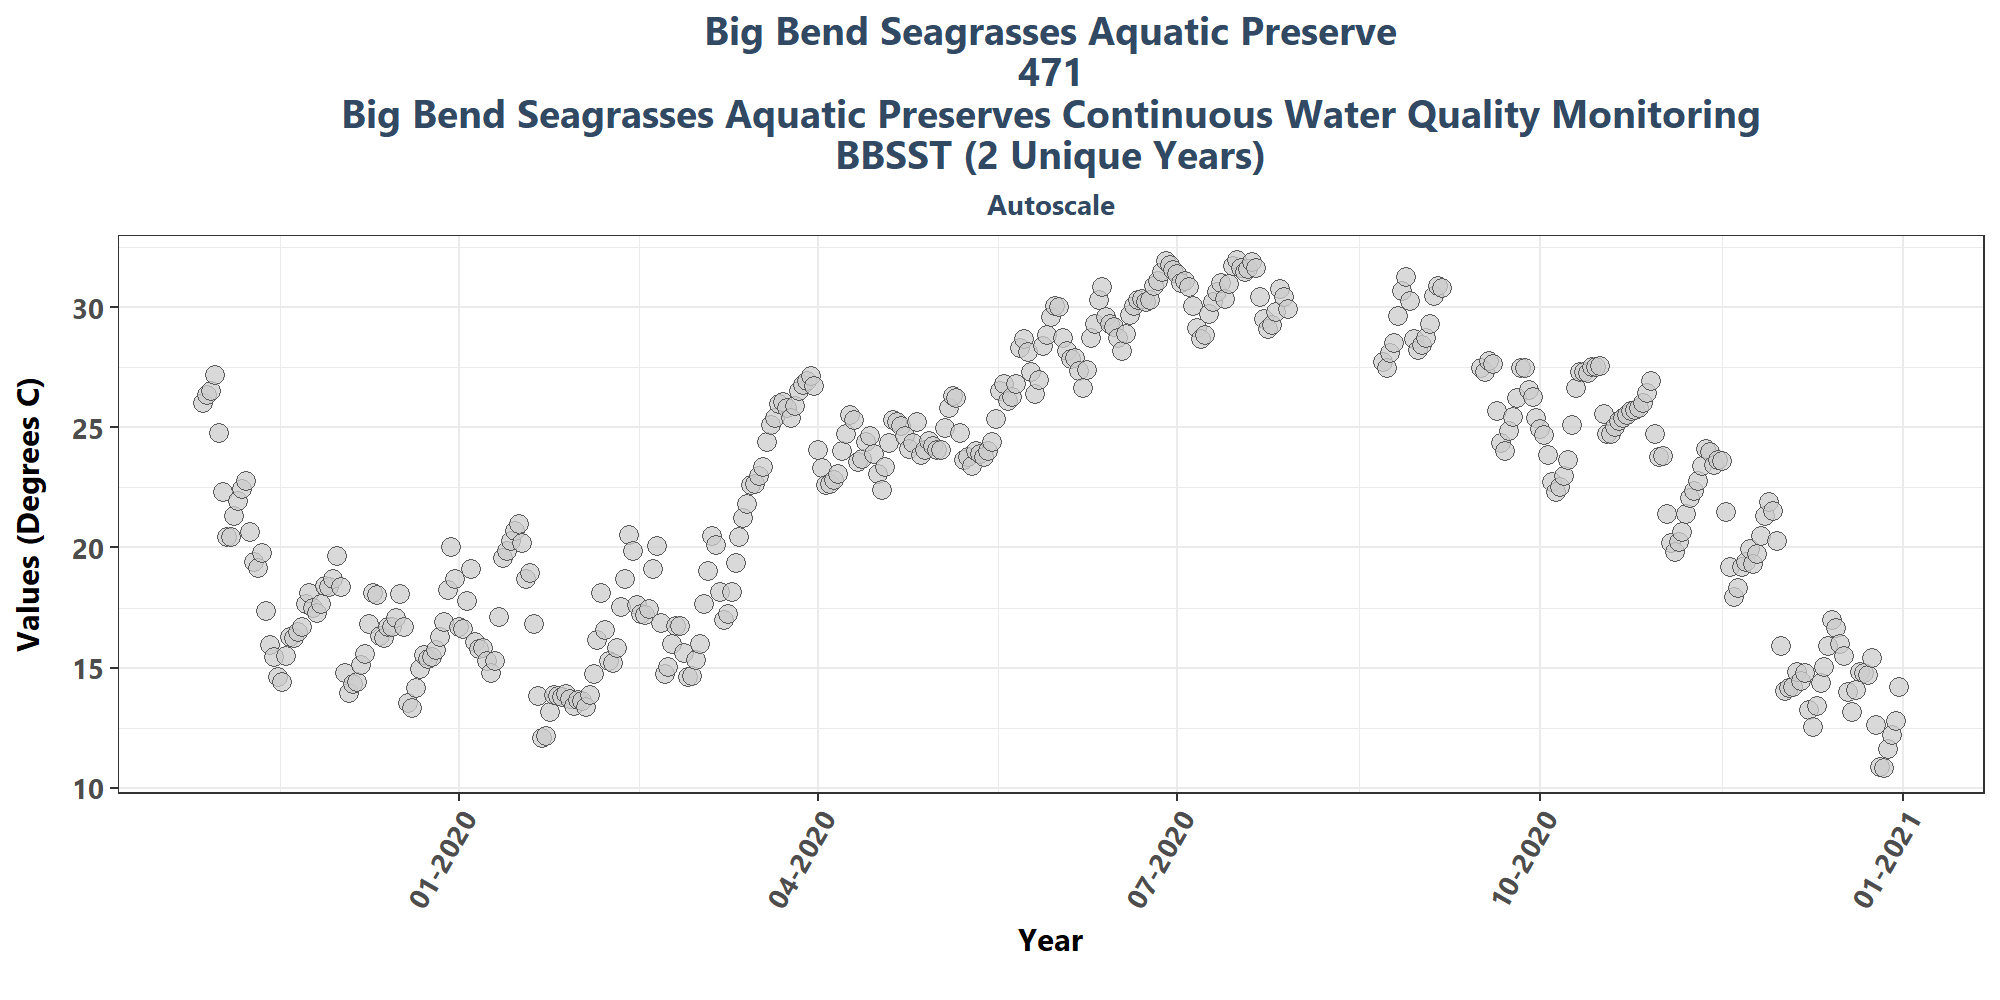 Big Bend Seagrasses Aquatic Preserve
471
Big Bend Seagrasses Aquatic Preserves Continuous Water Quality Monitoring
BBSST (2 Unique Years)
Autoscale
Values (Degrees C)
30
25
20
15
10
01-2020
04-2020
07-2020
10-2020
01-2021
Year